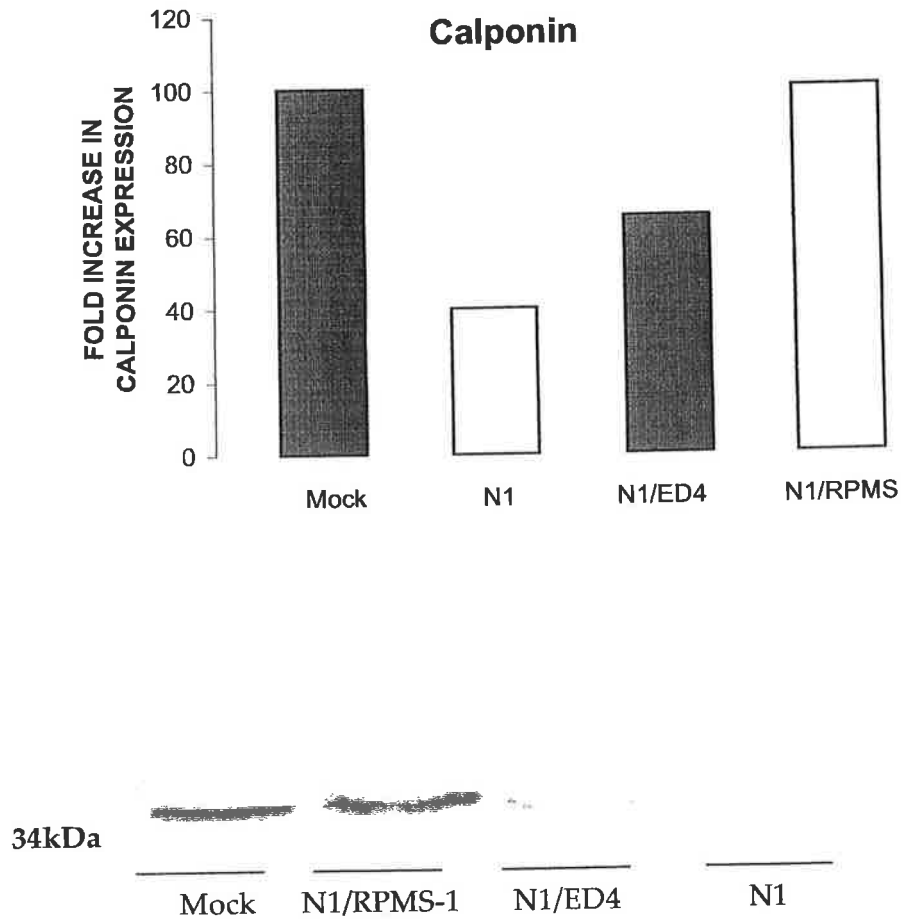 Calponin
FOLD INCREASE IN
CALPONIN EXPRESSION
120
100
80
60
40
20
0
Mock N1 N1/ED4 N1/RPMS
34kDa
Mock N1/RPMS-1 N1/ED4 N1